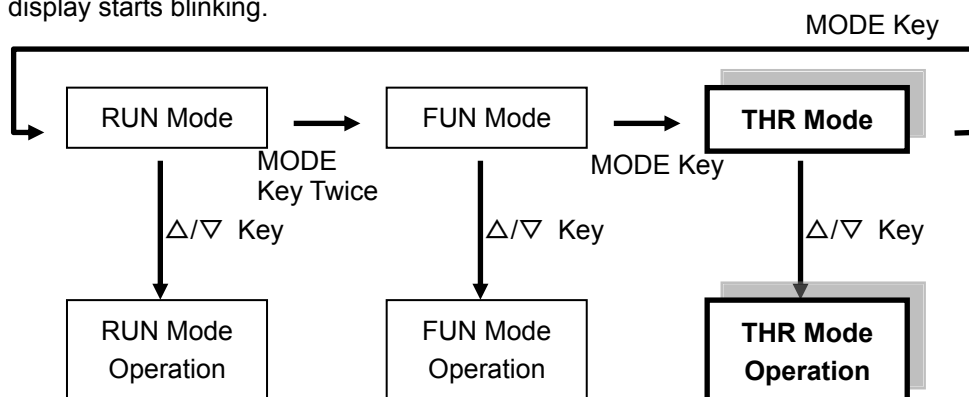 display starts blinking.
MODE Key
RUN Mode
FUN Mode
THR Mode
MODE
Key Twice
MODE Key
△/▽ Key
△/▽ Key
△/▽ Key
RUN Mode
Operation
FUN Mode
Operation
THR Mode
Operation